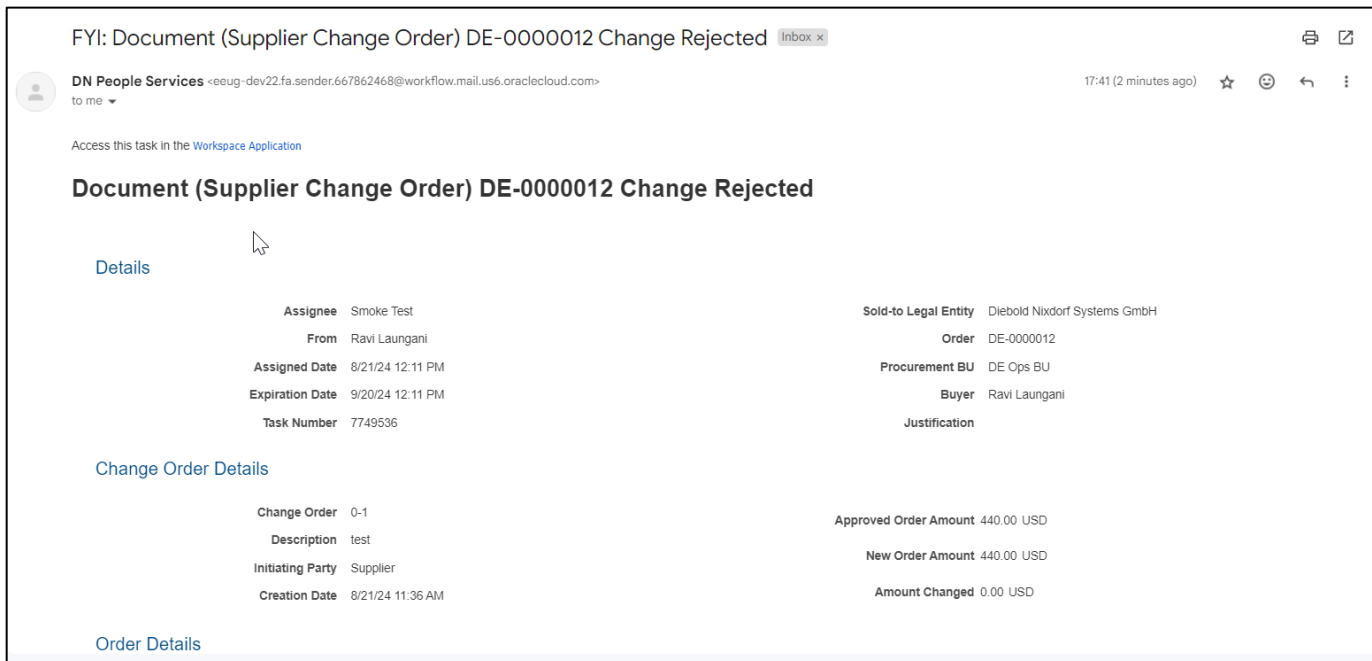 FYI: Document (Supplier Change Order) DE-0000012 Change Rejected Inbox ×
DN People Services <eeug-dev22.fa.sender.667862468@workflow.mail.us6.oraclecloud.com> 17:41 (2 minutes ago)
to me
Access this task in the Workspace Application
Document (Supplier Change Order) DE-0000012 Change Rejected
Details
Assignee Smoke Test Sold-to Legal Entity Diebold Nixdorf Systems GmbH
From Ravi Laungani Order DE-0000012
Assigned Date 8/21/24 12:11 PM Procurement BU DE Ops BU
Expiration Date 9/20/24 12:11 PM Buyer Ravi Laungani
Task Number 7749536 Justification
Change Order Details
Change Order 0-1 Approved Order Amount 440.00 USD
Description test New Order Amount 440.00 USD
Initiating Party Supplier Amount Changed 0.00 USD
Creation Date 8/21/24 11:36 AM
Order Details